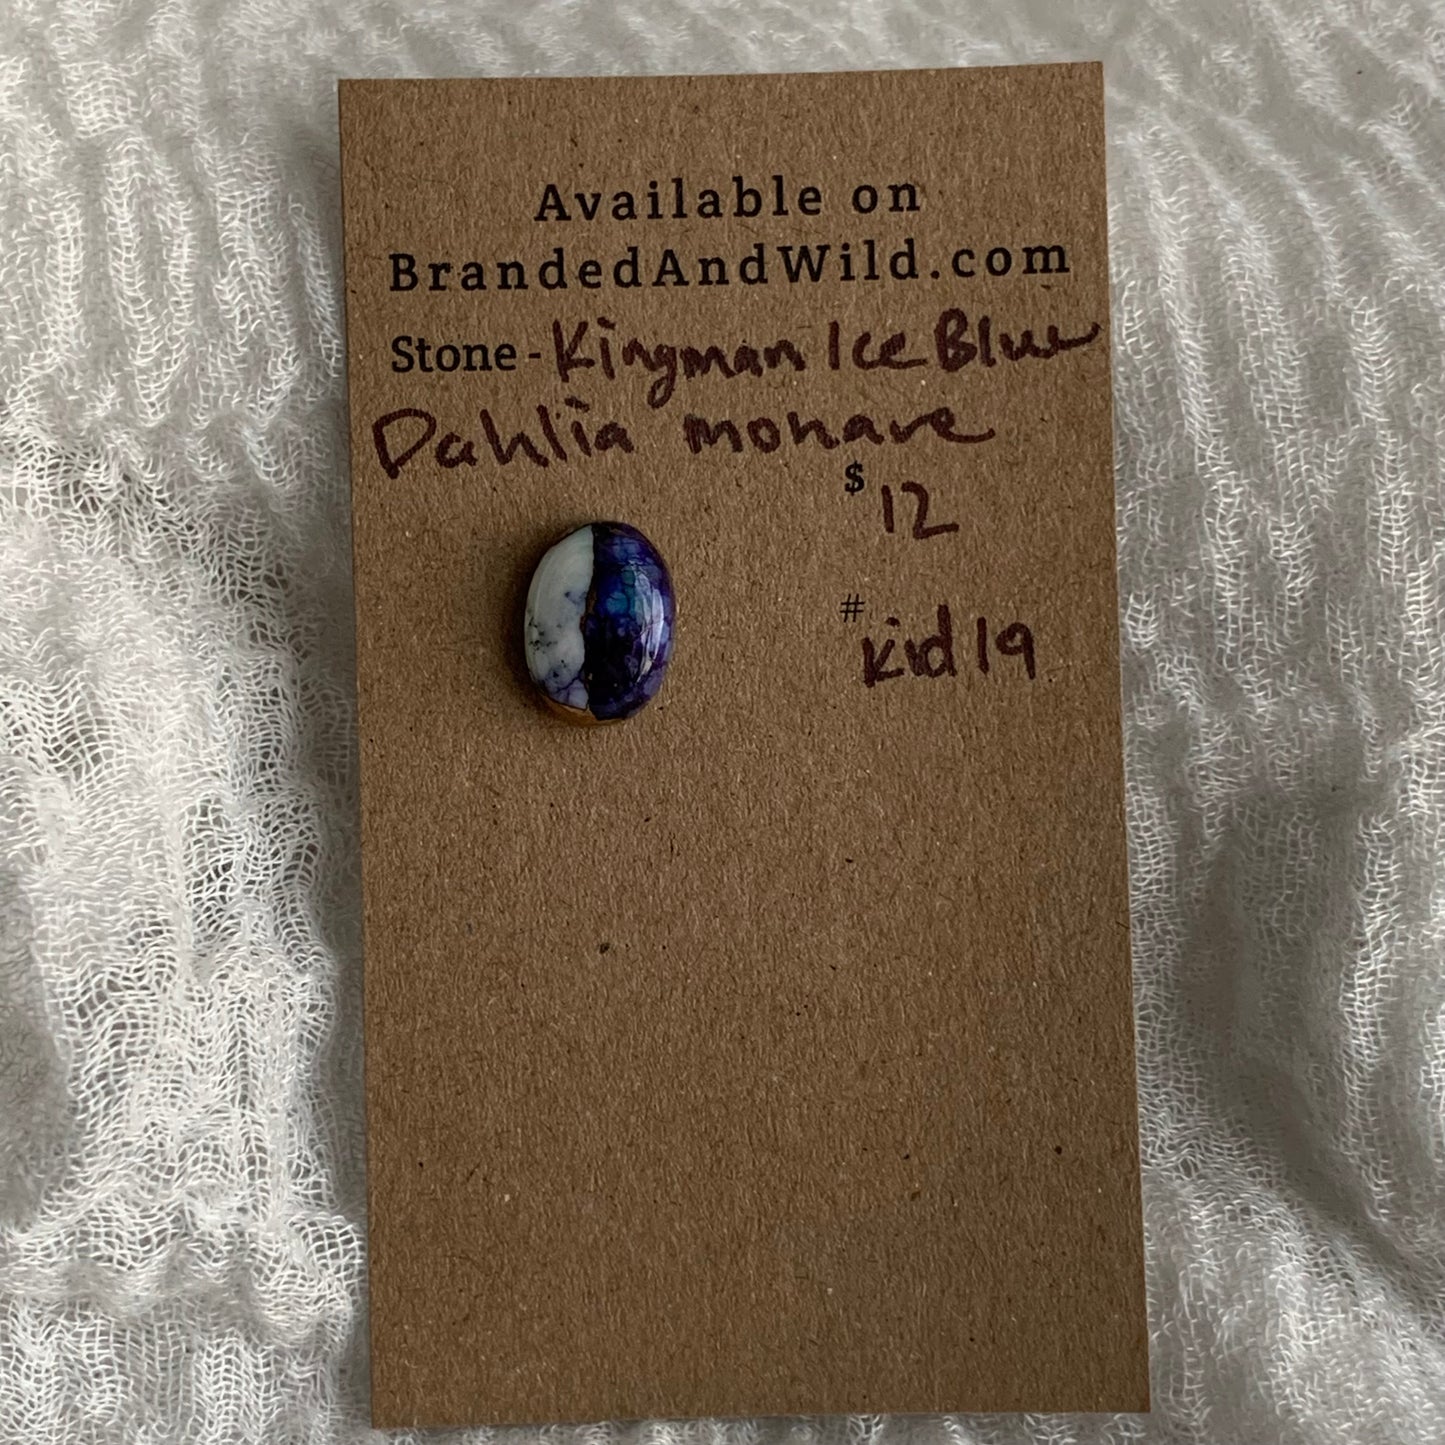 Available on
BrandedAndWild.com
Stone - Kingman Ice Blue
Dahlia mohave
$ 12
# Kid19